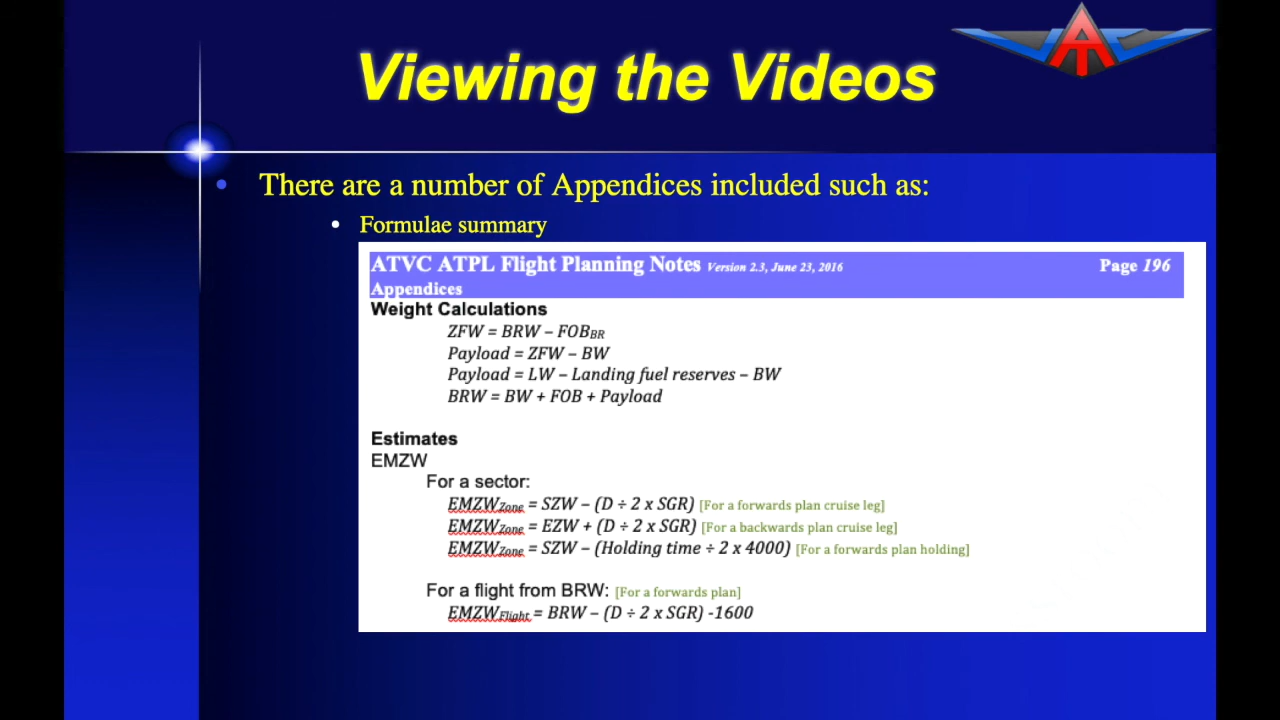 Viewing the Videos
• There are a number of Appendices included such as:
• Formulae summary
ATVC ATPL Flight Planning Notes Version 2.3, June 23, 2016 Page 196
Appendices
Weight Calculations
ZFW = BRW – FOBBR
Payload = ZFW – BW
Payload = LW – Landing fuel reserves – BW
BRW = BW + FOB + Payload
Estimates
EMZW
For a sector:
EMZWZone = SZW – (D ÷ 2 x SGR) [For a forwards plan cruise leg]
EMZWZone = EZW + (D ÷ 2 x SGR) [For a backwards plan cruise leg]
EMZWZone = SZW – (Holding time ÷ 2 x 4000) [For a forwards plan holding]
For a flight from BRW: [For a forwards plan]
EMZWFlight = BRW – (D ÷ 2 x SGR) -1600